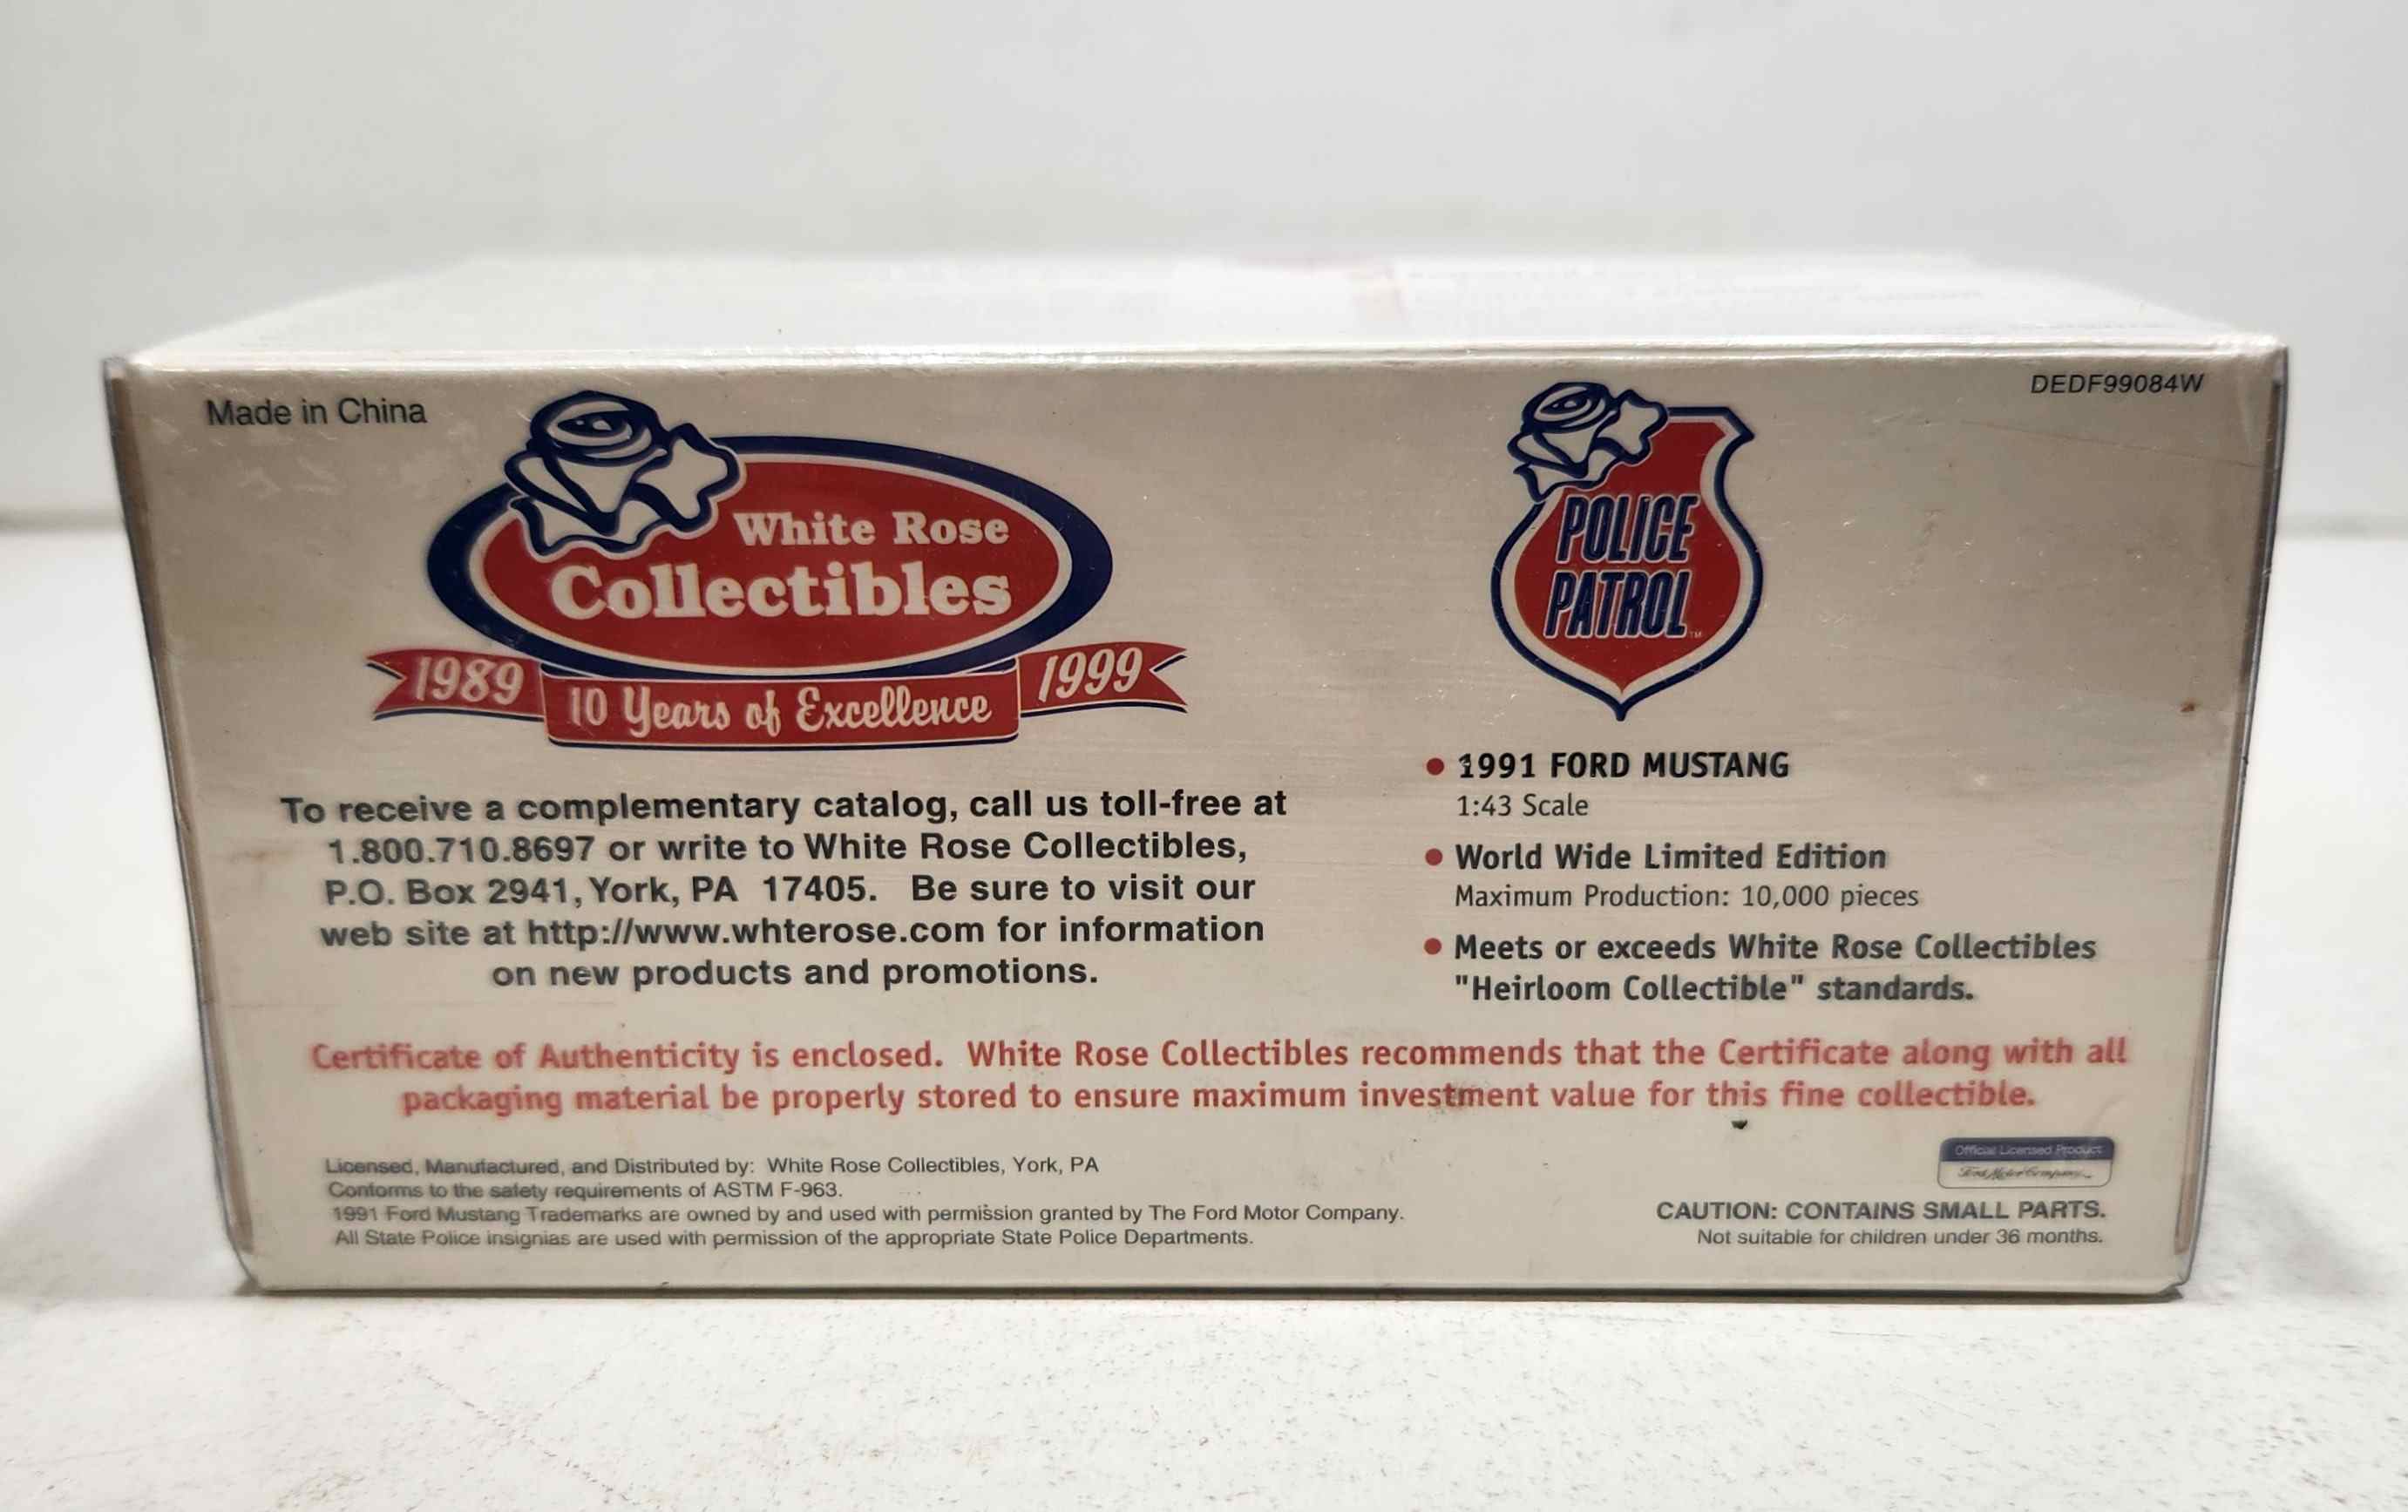 Made in China
DEDF99084W
White Rose
Collectibles
1989 10 Years of Excellence 1999
POLICE
PATROL™
To receive a complementary catalog, call us toll-free at
1.800.710.8697 or write to White Rose Collectibles,
P.O. Box 2941, York, PA 17405. Be sure to visit our
web site at http://www.whterose.com for information
on new products and promotions.
• 1991 FORD MUSTANG
1:43 Scale
• World Wide Limited Edition
Maximum Production: 10,000 pieces
• Meets or exceeds White Rose Collectibles
"Heirloom Collectible" standards.
Certificate of Authenticity is enclosed. White Rose Collectibles recommends that the Certificate along with all
packaging material be properly stored to ensure maximum investment value for this fine collectible.
Licensed, Manufactured, and Distributed by: White Rose Collectibles, York, PA
Conforms to the safety requirements of ASTM F-963.
1991 Ford Mustang Trademarks are owned by and used with permission granted by The Ford Motor Company.
All State Police insignias are used with permission of the appropriate State Police Departments.
Official Licensed Product
Ford Motor Company
CAUTION: CONTAINS SMALL PARTS.
Not suitable for children under 36 months.